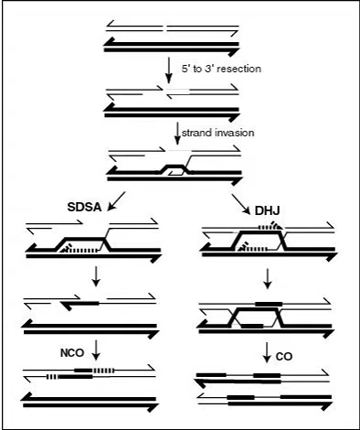 5' to 3' resection
strand invasion
SDSA
DHJ
NCO
CO